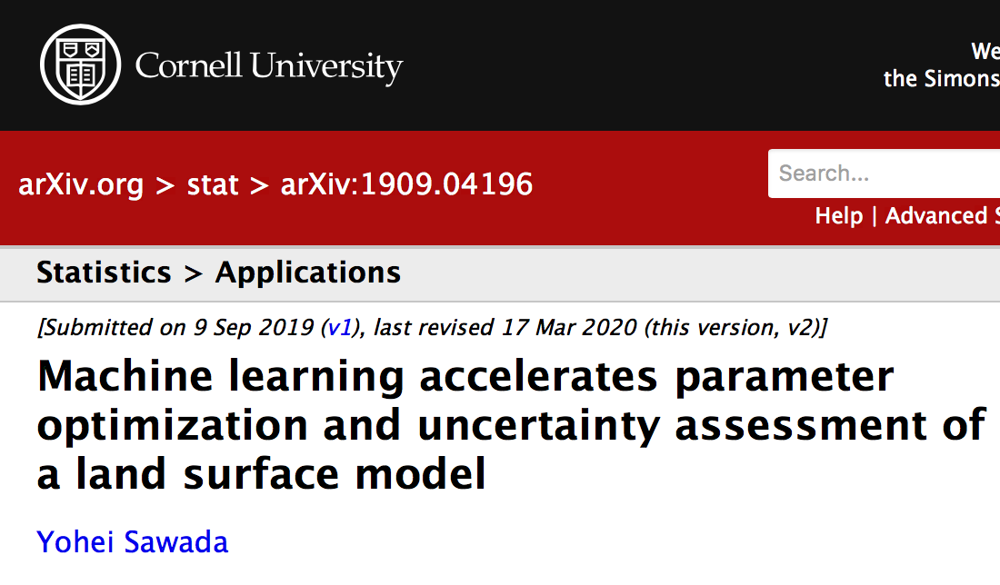 Cornell University
We
the Simons
arXiv.org > stat > arXiv:1909.04196
Search...
Help | Advanced S
Statistics > Applications
[Submitted on 9 Sep 2019 (v1), last revised 17 Mar 2020 (this version, v2)]
Machine learning accelerates parameter
optimization and uncertainty assessment of
a land surface model
Yohei Sawada